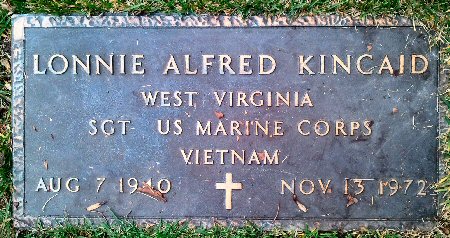 LONNIE ALFRED KINCAID
WEST VIRGINIA
SGT US MARINE CORPS
VIETNAM
AUG 7 1940 NOV 13 1972